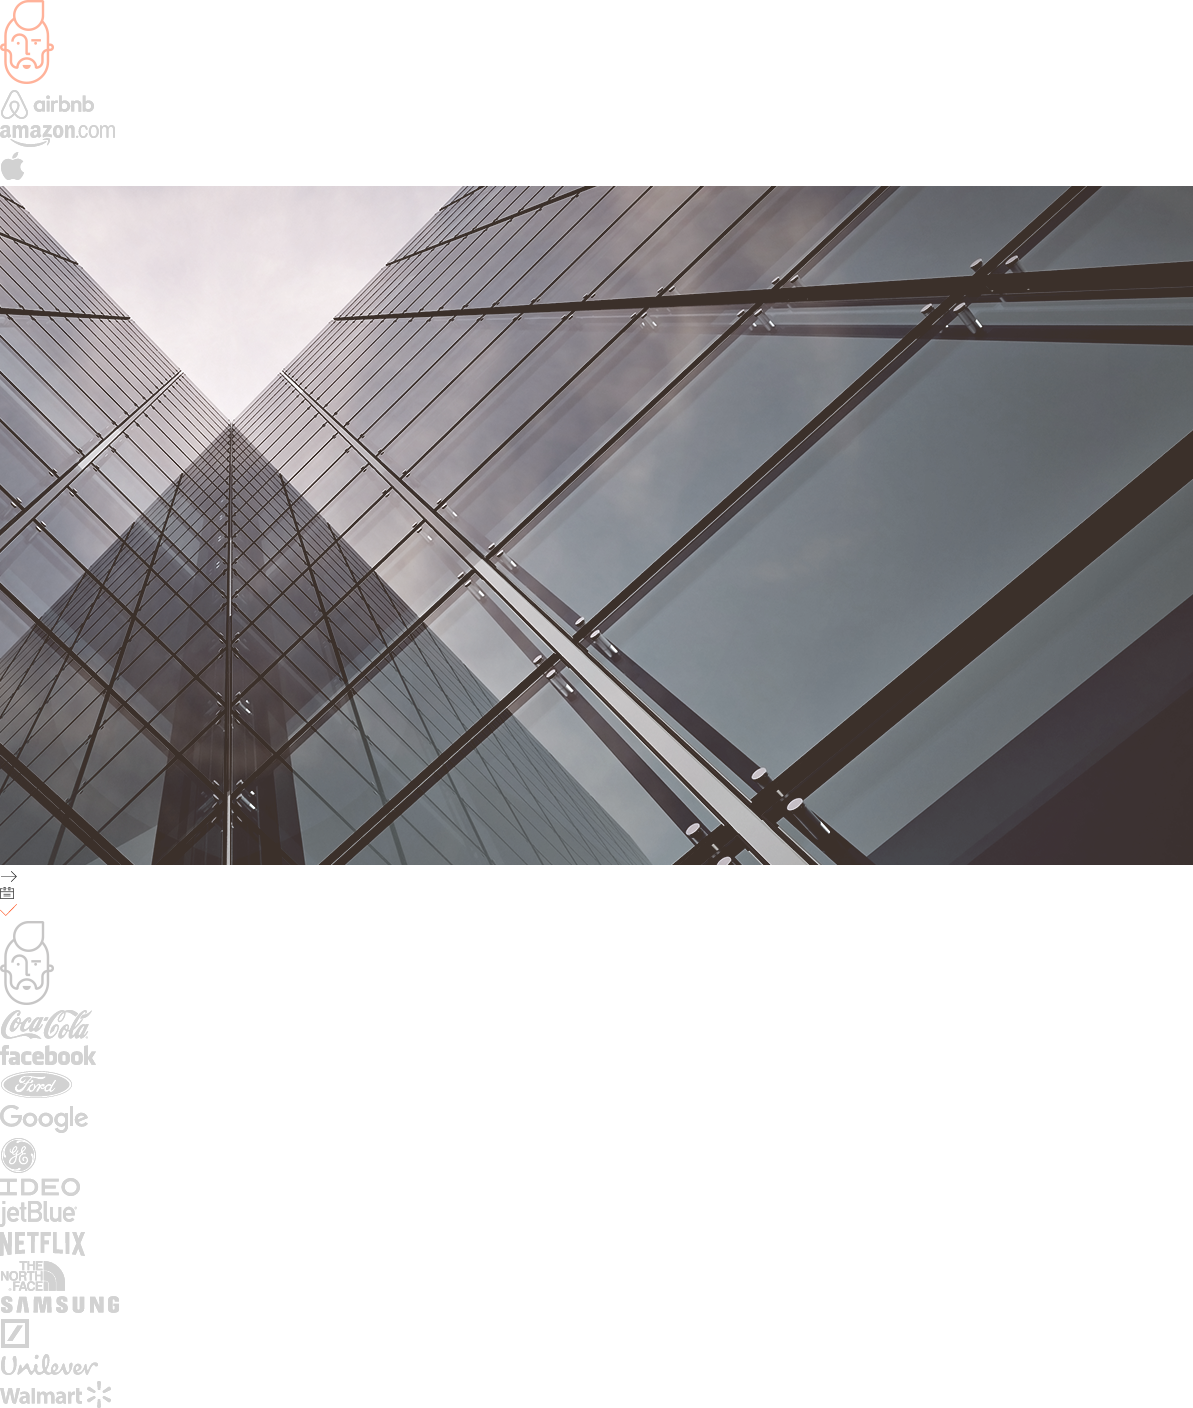 airbnb
amazon.com
Coca-Cola
facebook
Ford
Google
GE
IDEO
jetBlue
NETFLIX
THE
NORTH
FACE
SAMSUNG
Unilever
Walmart